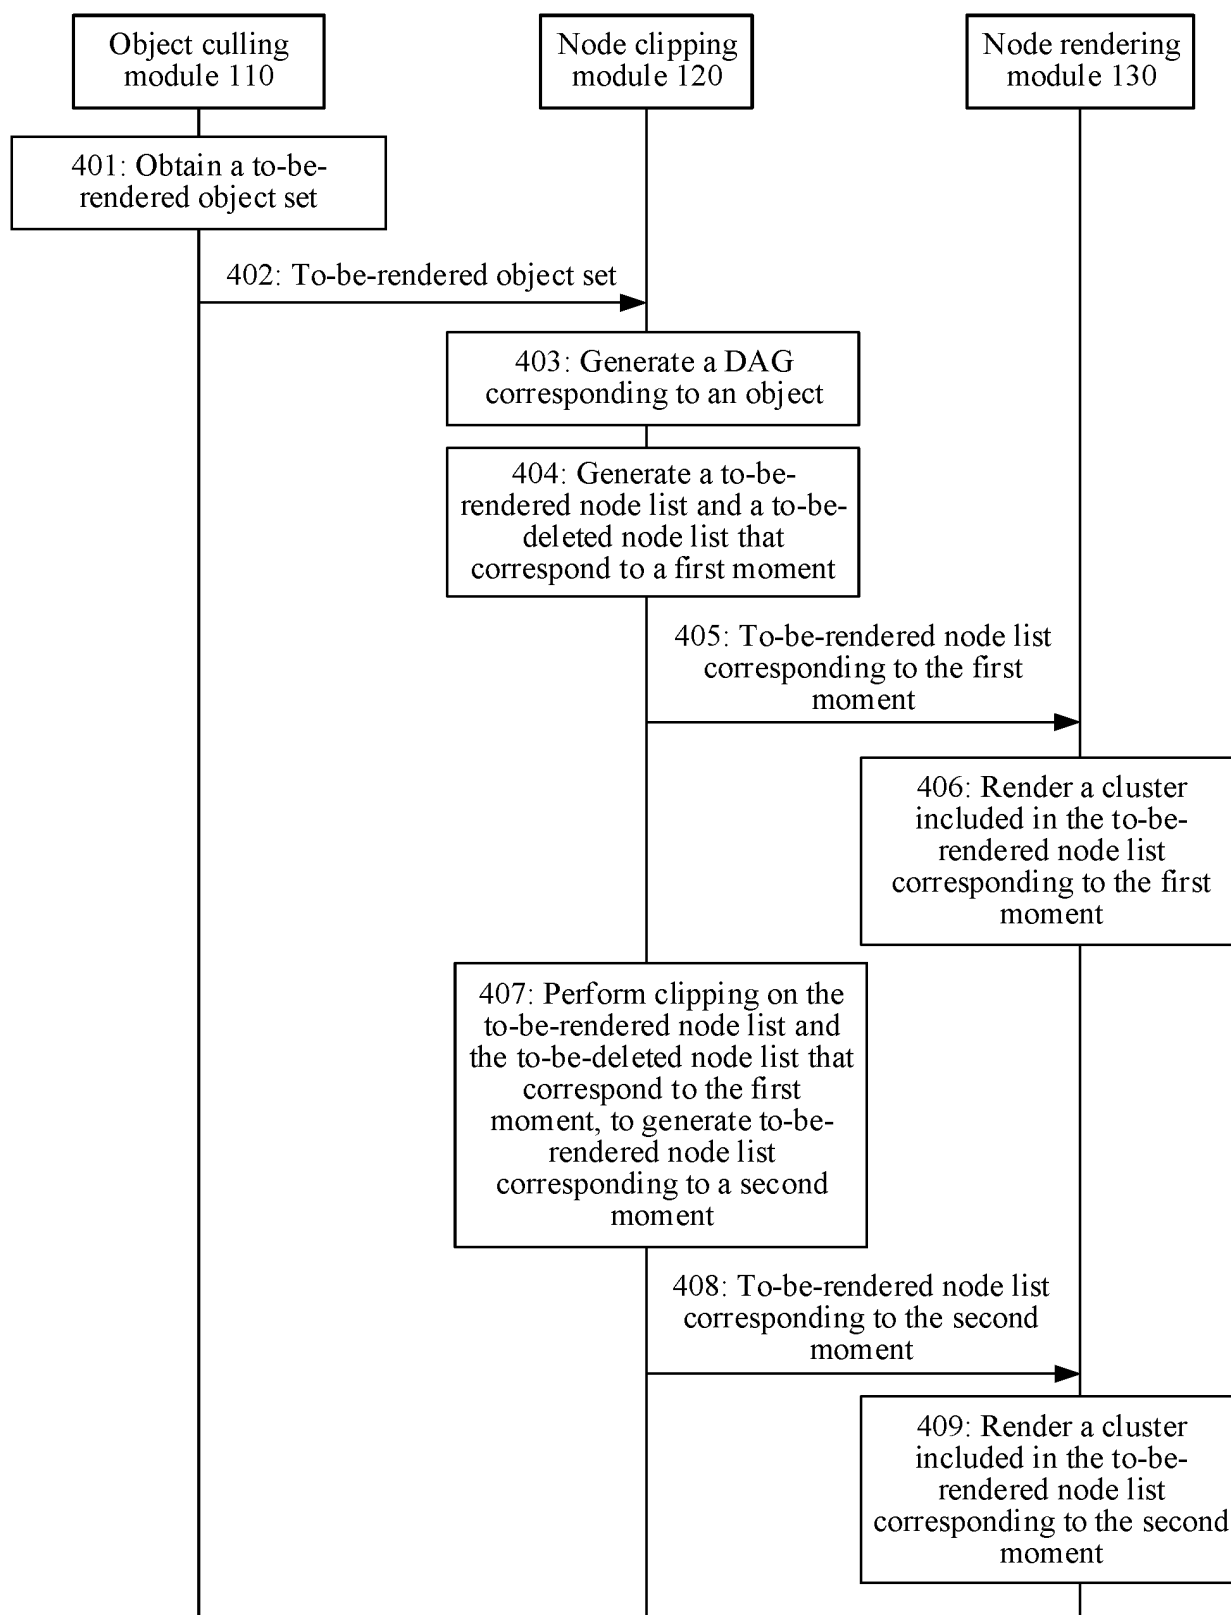 Object culling
module 110
Node clipping
module 120
Node rendering
module 130
401: Obtain a to-be-
rendered object set
402: To-be-rendered object set
403: Generate a DAG
corresponding to an object
404: Generate a to-be-
rendered node list and a to-be-
deleted node list that
correspond to a first moment
405: To-be-rendered node list
corresponding to the first
moment
406: Render a cluster
included in the to-be-
rendered node list
corresponding to the first
moment
407: Perform clipping on the
to-be-rendered node list and
the to-be-deleted node list that
correspond to the first
moment, to generate to-be-
rendered node list
corresponding to a second
moment
408: To-be-rendered node list
corresponding to the second
moment
409: Render a cluster
included in the to-be-
rendered node list
corresponding to the second
moment